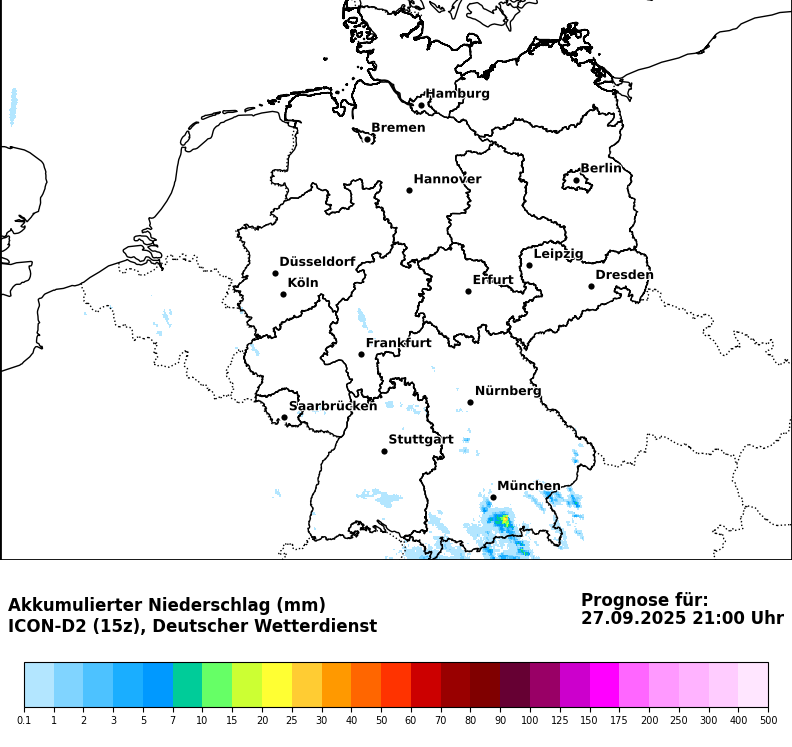 Hamburg
Bremen
Berlin
Hannover
Leipzig
Düsseldorf
Dresden
Köln
Erfurt
Frankfurt
Nürnberg
Saarbrücken
Stuttgart
München
Akkumulierter Niederschlag (mm)
ICON-D2 (15z), Deutscher Wetterdienst
Prognose für:
27.09.2025 21:00 Uhr
0.1 1 2 3 5 7 10 15 20 25 30 40 50 60 70 80 90 100 125 150 175 200 250 300 400 500